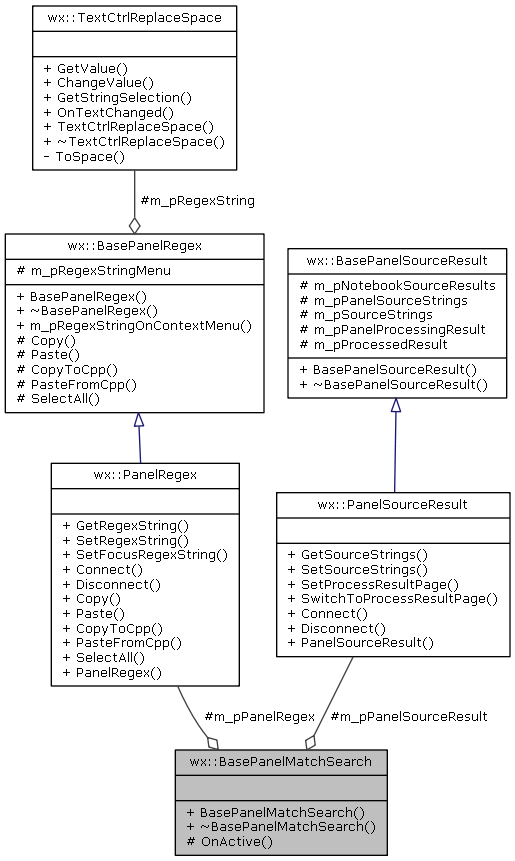 wx::TextCtrlReplaceSpace
+ GetValue()
+ ChangeValue()
+ GetStringSelection()
+ OnTextChanged()
+ TextCtrlReplaceSpace()
+ ~TextCtrlReplaceSpace()
- ToSpace()
#m_pRegexString
wx::BasePanelRegex
# m_pRegexStringMenu
+ BasePanelRegex()
+ ~BasePanelRegex()
+ m_pRegexStringOnContextMenu()
# Copy()
# Paste()
# CopyToCpp()
# PasteFromCpp()
# SelectAll()
wx::BasePanelSourceResult
# m_pNotebookSourceResults
# m_pPanelSourceStrings
# m_pSourceStrings
# m_pPanelProcessingResult
# m_pProcessedResult
+ BasePanelSourceResult()
+ ~BasePanelSourceResult()
wx::PanelRegex
+ GetRegexString()
+ SetRegexString()
+ SetFocusRegexString()
+ Connect()
+ Disconnect()
+ Copy()
+ Paste()
+ CopyToCpp()
+ PasteFromCpp()
+ SelectAll()
+ PanelRegex()
wx::PanelSourceResult
+ GetSourceStrings()
+ SetSourceStrings()
+ SetProcessResultPage()
+ SwitchToProcessResultPage()
+ Connect()
+ Disconnect()
+ PanelSourceResult()
#m_pPanelRegex
#m_pPanelSourceResult
wx::BasePanelMatchSearch
+ BasePanelMatchSearch()
+ ~BasePanelMatchSearch()
# OnActive()